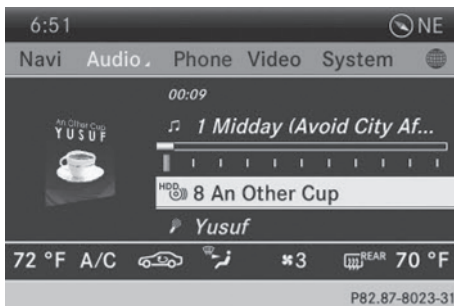 6:51 NE
Navi Audio Phone Video System
00:09
An Other Cup
YUSUF
1 Midday (Avoid City Af...
HDD 8 An Other Cup
Yusuf
72 °F A/C 3 REAR 70 °F
P82.87-8023-31